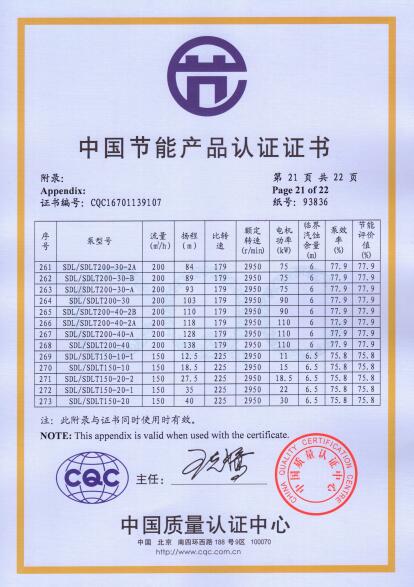 中国节能产品认证证书
附录: 第 21 页 共 22 页
Appendix: Page 21 of 22
证书编号: CQC16701139107 纸号: 93836
序号 泵型号 流量(m³/h) 扬程(m) 比转速 额定转速(r/min) 电机功率(kW) 临界汽蚀余量(m) 泵效率(%) 节能评价值(%)
261 SDL/SDLT200-30-2A 200 84 179 2950 75 6 77.9 77.9
262 SDL/SDLT200-30-B 200 89 179 2950 75 6 77.9 77.9
263 SDL/SDLT200-30-A 200 93 179 2950 75 6 77.9 77.9
264 SDL/SDLT200-30 200 103 179 2950 90 6 77.9 77.9
265 SDL/SDLT200-40-2B 200 110 179 2950 90 6 77.9 77.9
266 SDL/SDLT200-40-2A 200 118 179 2950 110 6 77.9 77.9
267 SDL/SDLT200-40-A 200 128 179 2950 110 6 77.9 77.9
268 SDL/SDLT200-40 200 138 179 2950 110 6 77.9 77.9
269 SDL/SDLT150-10-1 150 12.5 225 2950 11 6.5 75.8 75.8
270 SDL/SDLT150-10 150 18.5 225 2950 15 6.5 75.8 75.8
271 SDL/SDLT150-20-2 150 27.5 225 2950 18.5 6.5 75.8 75.8
272 SDL/SDLT150-20-1 150 35 225 2950 22 6.5 75.8 75.8
273 SDL/SDLT150-20 150 40 225 2950 30 6.5 75.8 75.8
注: 此附录与证书同时使用时有效。
NOTE: This appendix is valid when used with the certificate.
CQC
主任:
CHINA QUALITY CERTIFICATION CENTRE
中国质量认证中心
中国质量认证中心
中国 北京 南四环西路188号9区 100070
http://www.cqc.com.cn